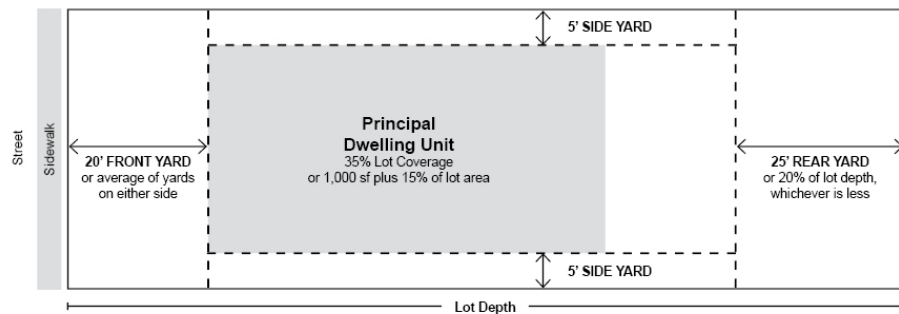 Street
Sidewalk
5' SIDE YARD
Principal
Dwelling Unit
35% Lot Coverage
or 1,000 sf plus 15% of lot area
20' FRONT YARD
or average of yards
on either side
25' REAR YARD
or 20% of lot depth,
whichever is less
5' SIDE YARD
Lot Depth